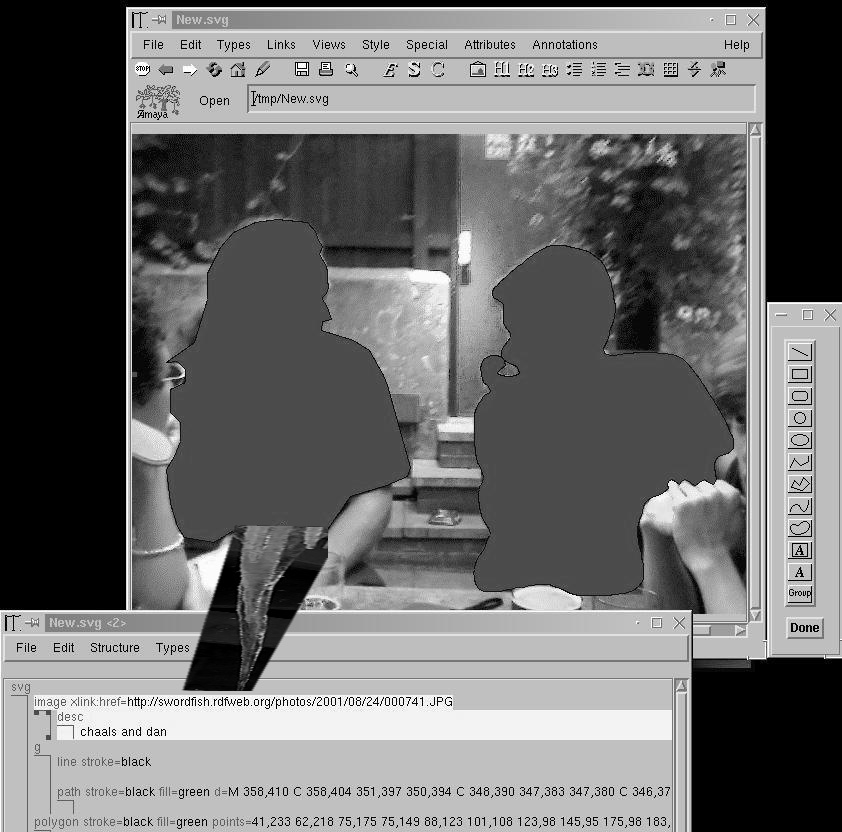 New.svg
File Edit Types Links Views Style Special Attributes Annotations Help
STOP E S C H1 H2 H3
Amaya Open /tmp/New.svg
A
A
Group
Done
New.svg <2>
File Edit Structure Types
svg
image xlink:href=http://swordfish.rdfweb.org/photos/2001/08/24/000741.JPG
desc
chaals and dan
g
line stroke=black
path stroke=black fill=green d=M 358,410 C 358,404 351,397 350,394 C 348,390 347,383 347,380 C 346,37
polygon stroke=black fill=green points=41,233 62,218 75,175 75,149 88,123 101,108 123,98 145,95 175,98 183,